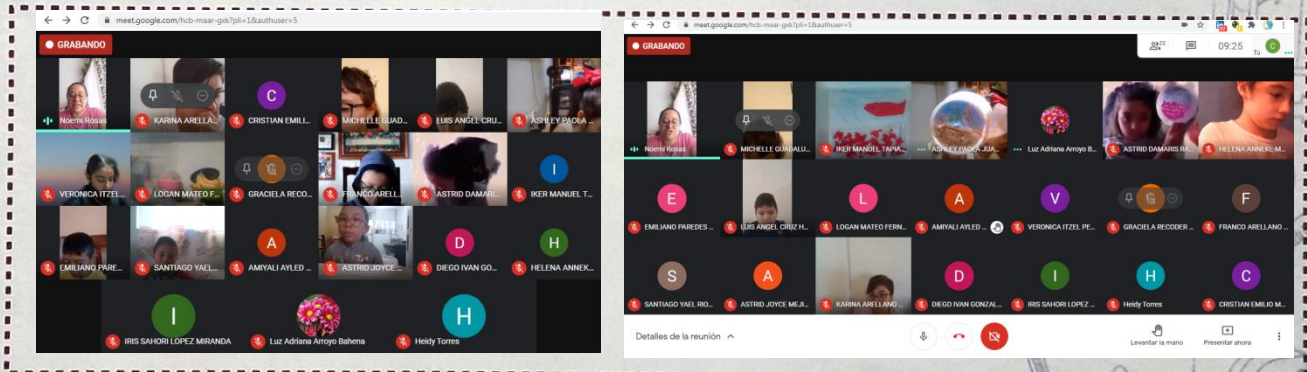 meet.google.com/hcb-maar-gxk?pli=1&authuser=5
GRABANDO
Noemi Rosas
KARINA ARELLA...
C
CRISTIAN EMILI...
MICHELLE GUAD...
LUIS ANGEL CRU...
ASHLEY PAOLA ...
VERONICA ITZEL...
LOGAN MATEO F...
GRACIELA RECO...
FRANCO ARELL...
ASTRID DAMARI...
I
IKER MANUEL T...
EMILIANO PARE...
SANTIAGO YAEL...
A
AMIYALI AYLED ...
ASTRID JOYCE ...
D
DIEGO IVAN GO...
H
HELENA ANNEK...
I
IRIS SAHORI LOPEZ MIRANDA
Luz Adriana Arroyo Bahena
H
Heidy Torres
meet.google.com/hcb-maar-gxk?pli=1&authuser=5
GRABANDO
22
09:25
Tú
C
Noemi Rosas
MICHELLE GUADALU...
IKER MANUEL TAPIA...
ASHLEY PAOLA JUA...
Luz Adriana Arroyo B...
ASTRID DAMARIS RA...
HELENA ANNEKE M...
E
EMILIANO PAREDES ...
LUIS ANGEL CRUZ H...
L
LOGAN MATEO FERN...
A
AMIYALI AYLED ...
V
VERONICA ITZEL PE...
GRACIELA RECODER ...
F
FRANCO ARELLANO ...
S
SANTIAGO YAEL RIO...
A
ASTRID JOYCE MEJI...
KARINA ARELLANO ...
D
DIEGO IVAN GONZAL...
I
IRIS SAHORI LOPEZ ...
H
Heidy Torres
C
CRISTIAN EMILIO M...
Detalles de la reunión
Levantar la mano
Presentar ahora